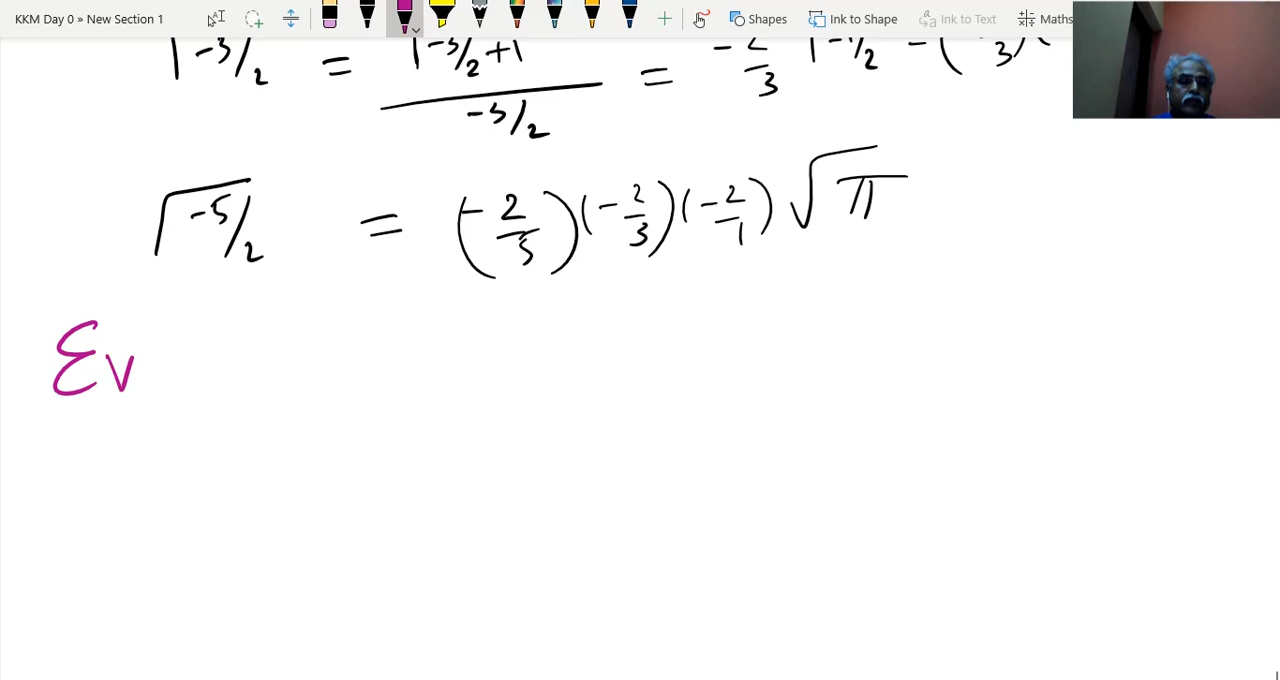 KKM Day 0 » New Section 1 Shapes Ink to Shape Ink to Text Maths
Γ-3/2 = Γ-3/2+1 / -3/2 = -2/3 Γ-1/2 = (
Γ-5/2 = (-2/5)(-2/3)(-2/1)√π
Ev